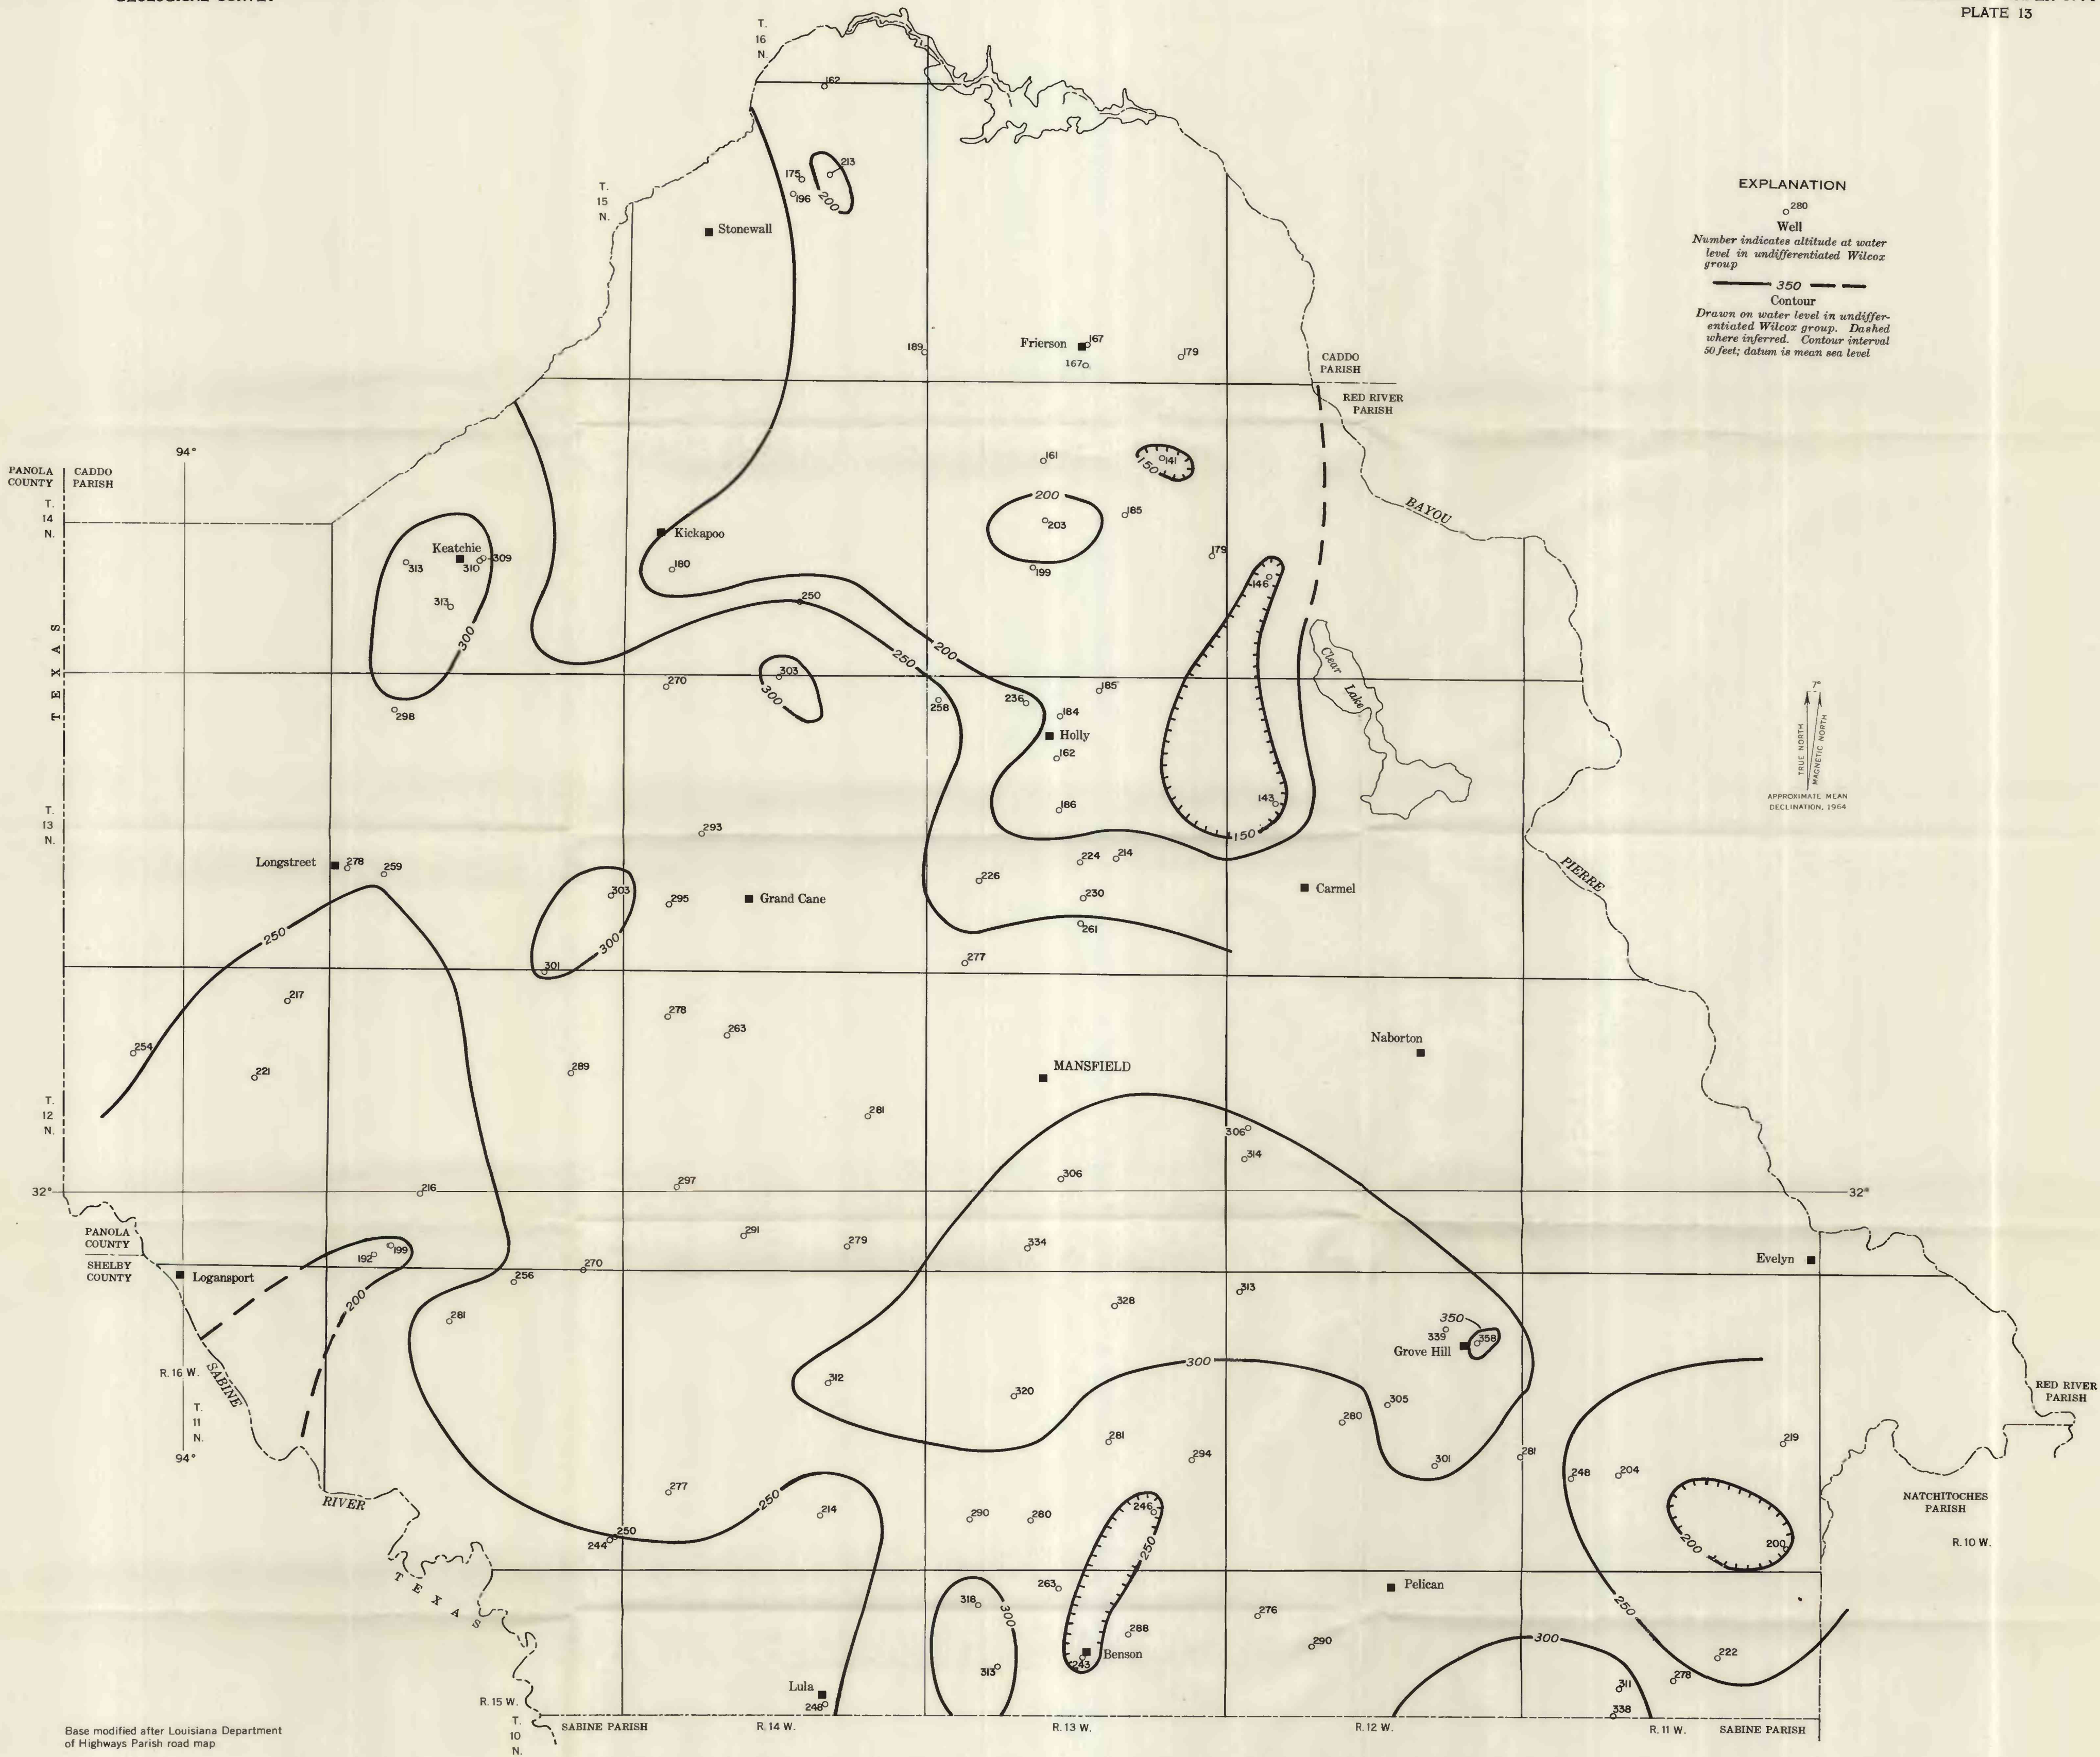 PLATE 13
T.
16
N.
162
213
175
196
200
T.
15
N.
Stonewall
EXPLANATION
280
Well
Number indicates altitude at water
level in undifferentiated Wilcox
group
350
Contour
Drawn on water level in undiffer-
entiated Wilcox group. Dashed
where inferred. Contour interval
50 feet; datum is mean sea level
189
Frierson
167
167
179
CADDO
PARISH
RED RIVER
PARISH
94°
PANOLA
COUNTY
CADDO
PARISH
T.
14
N.
161
141
150
200
203
185
199
179
BAYOU
Keatchie
309
310
313
313
300
Kickapoo
180
250
146
TEXAS
200
250
Clear
Lake
270
303
300
298
258
236
185
184
Holly
162
186
143
150
7°
TRUE NORTH
MAGNETIC NORTH
APPROXIMATE MEAN
DECLINATION, 1964
T.
13
N.
293
Longstreet
278
259
224
214
226
230
261
Carmel
PIERRE
303
295
Grand Cane
300
301
250
277
217
254
221
278
263
289
281
MANSFIELD
Naborton
T.
12
N.
306
314
306
32°
216
297
32°
PANOLA
COUNTY
SHELBY
COUNTY
192
199
291
279
334
Evelyn
Logansport
200
256
270
281
328
313
350
339
358
Grove Hill
R. 16 W.
SABINE
T.
11
N.
94°
312
300
320
305
280
RED RIVER
PARISH
281
294
301
281
248
204
219
RIVER
277
250
214
290
280
246
250
NATCHITOCHES
PARISH
R. 10 W.
244
250
200
200
TEXAS
263
318
300
288
Benson
243
313
276
290
Pelican
250
300
222
278
311
338
Lula
248
R. 15 W.
T.
10
N.
SABINE PARISH
R. 14 W.
R. 13 W.
R. 12 W.
R. 11 W.
SABINE PARISH
Base modified after Louisiana Department
of Highways Parish road map